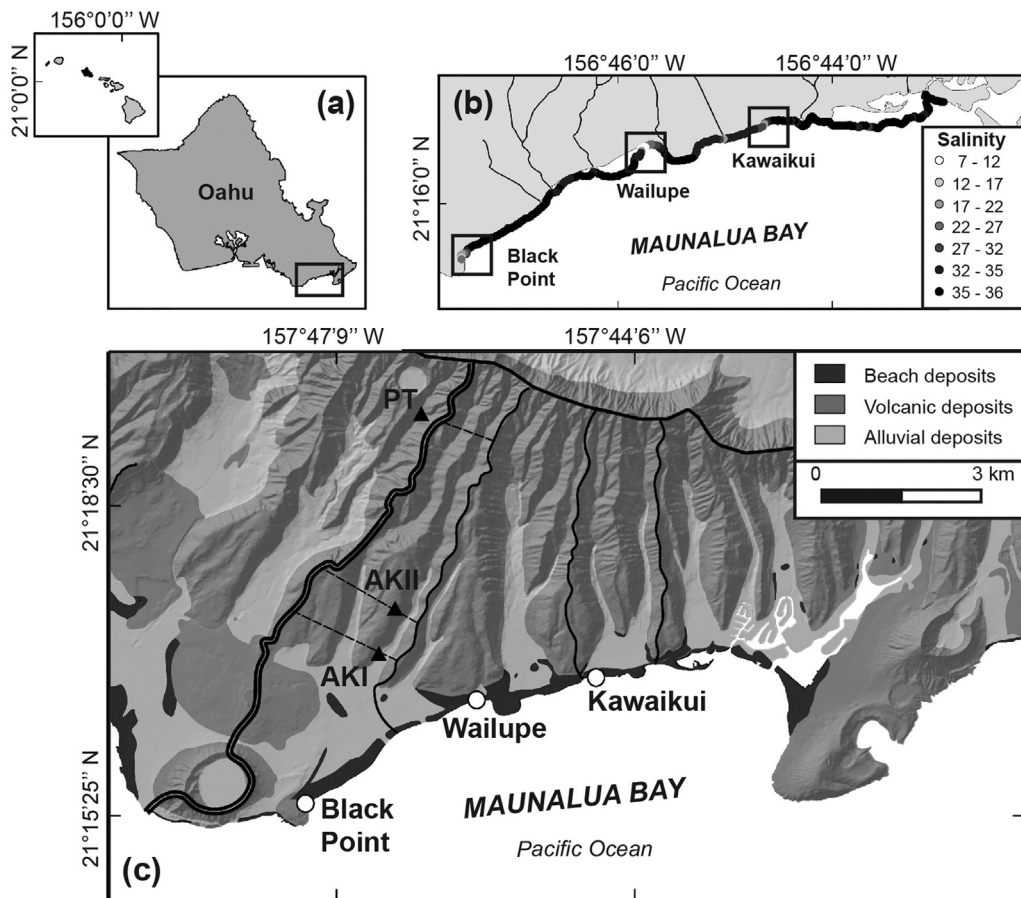 156°0’0’’ W
21°0’0’’ N
(a)
Oahu
156°46’0’’ W
156°44’0’’ W
21°16’0’’ N
(b)
Kawaikui
Wailupe
Black
Point
MAUNALUA BAY
Pacific Ocean
Salinity
7 - 12
12 - 17
17 - 22
22 - 27
27 - 32
32 - 35
35 - 36
157°47’9’’ W
157°44’6’’ W
21°18’30’’ N
21°15’25’’ N
Beach deposits
Volcanic deposits
Alluvial deposits
0
3 km
PT
AKII
AKI
Kawaikui
Wailupe
Black
Point
MAUNALUA BAY
Pacific Ocean
(c)